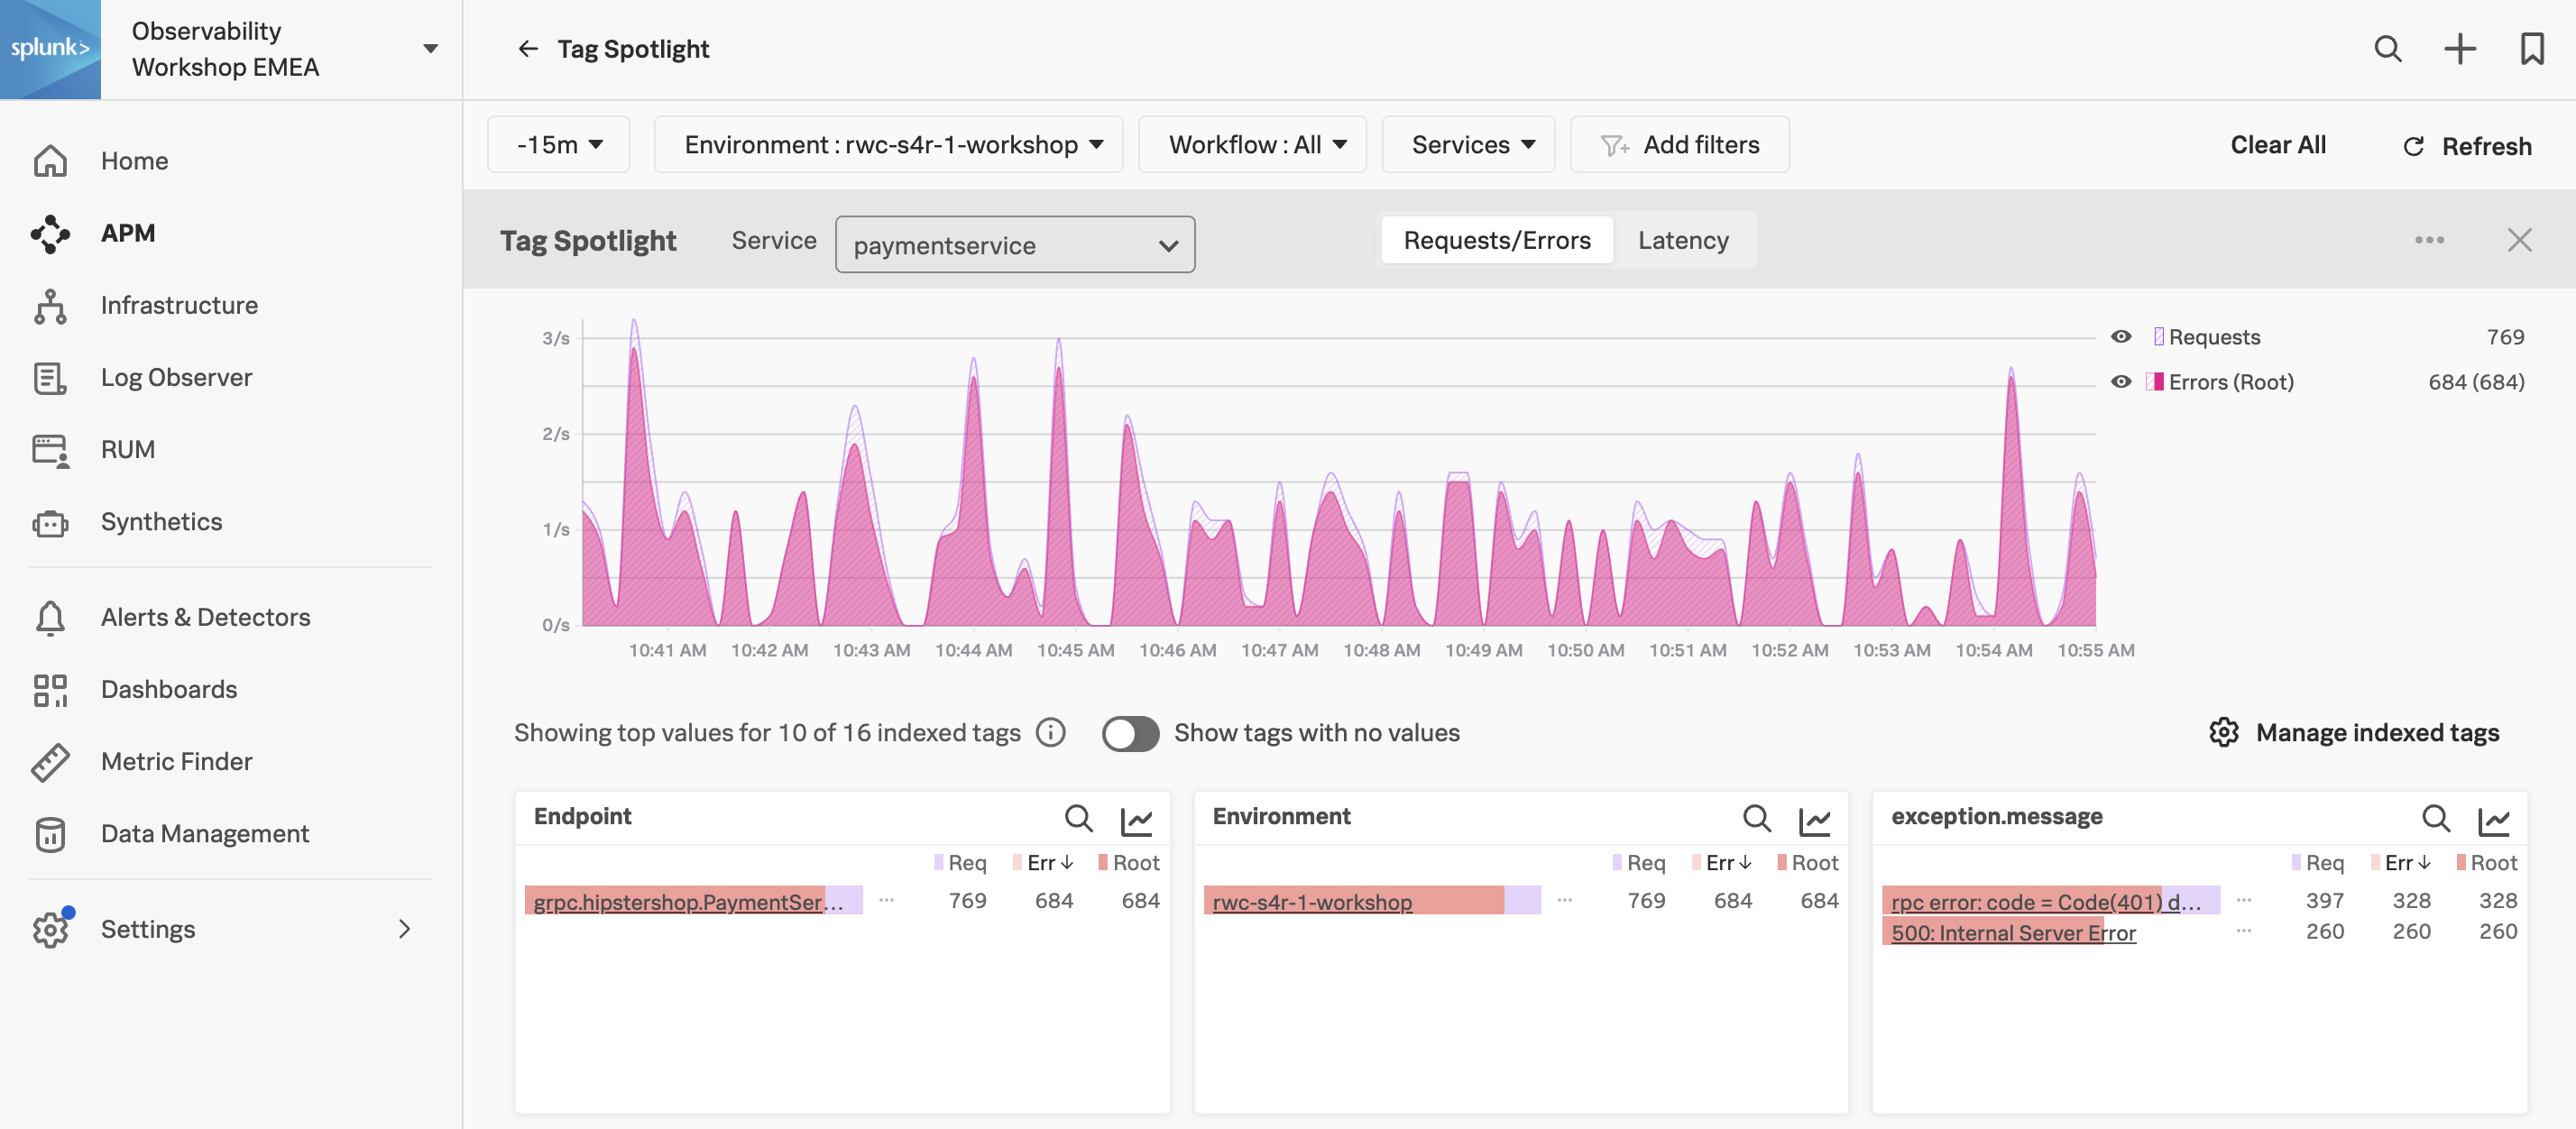 splunk>
Observability
Workshop EMEA
Tag Spotlight
Home
APM
Infrastructure
Log Observer
RUM
Synthetics
Alerts & Detectors
Dashboards
Metric Finder
Data Management
Settings
-15m
Environment : rwc-s4r-1-workshop
Workflow : All
Services
Add filters
Clear All
Refresh
Tag Spotlight
Service
paymentservice
Requests/Errors
Latency
3/s
2/s
1/s
0/s
10:41 AM 10:42 AM 10:43 AM 10:44 AM 10:45 AM 10:46 AM 10:47 AM 10:48 AM 10:49 AM 10:50 AM 10:51 AM 10:52 AM 10:53 AM 10:54 AM 10:55 AM
Requests 769
Errors (Root) 684 (684)
Showing top values for 10 of 16 indexed tags
Show tags with no values
Manage indexed tags
Endpoint
Req Err Root
grpc.hipstershop.PaymentSer... ... 769 684 684
Environment
Req Err Root
rwc-s4r-1-workshop ... 769 684 684
exception.message
Req Err Root
rpc error: code = Code(401) d... ... 397 328 328
500: Internal Server Error ... 260 260 260